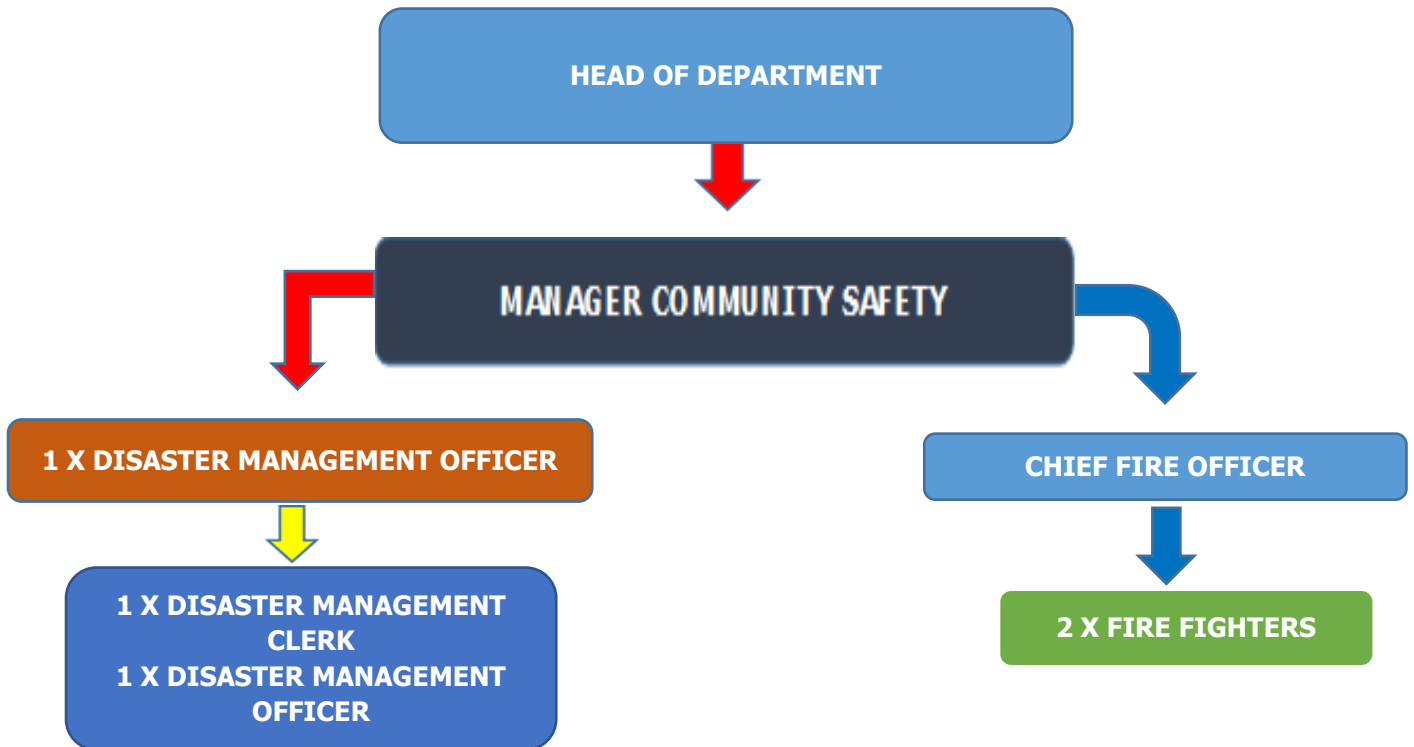 HEAD OF DEPARTMENT
MANAGER COMMUNITY SAFETY
1 X DISASTER MANAGEMENT OFFICER
CHIEF FIRE OFFICER
1 X DISASTER MANAGEMENT
CLERK
1 X DISASTER MANAGEMENT
OFFICER
2 X FIRE FIGHTERS